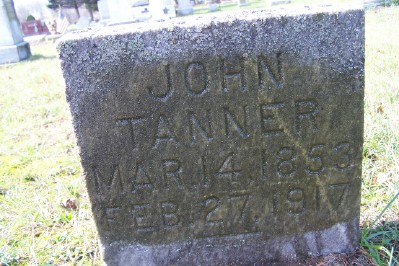 JOHN
TANNER
MAR. 14 1853
FEB. 27, 1917